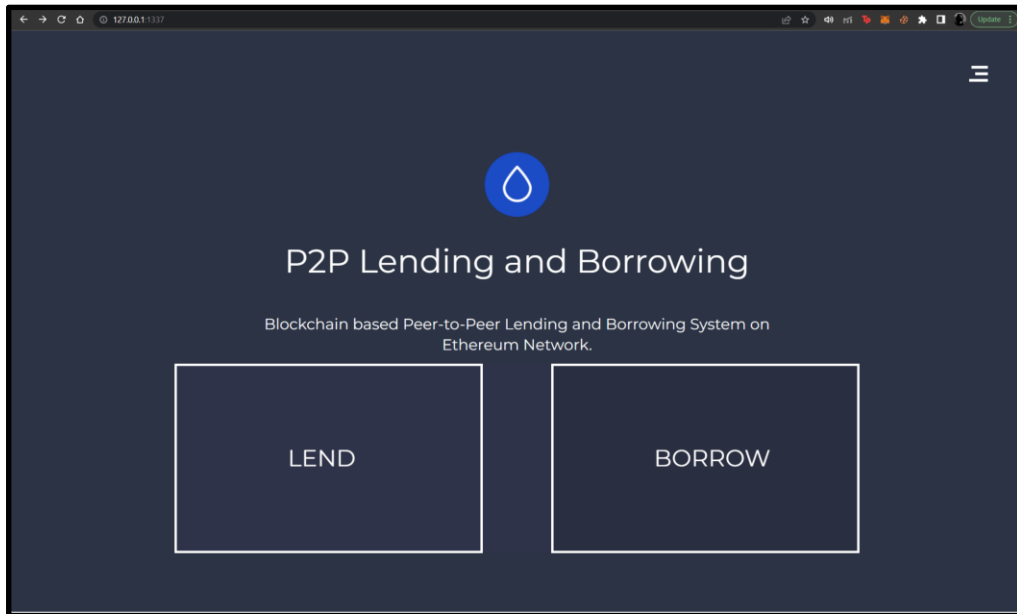 127.0.0.1:1337
Update
P2P Lending and Borrowing
Blockchain based Peer-to-Peer Lending and Borrowing System on
Ethereum Network.
LEND
BORROW